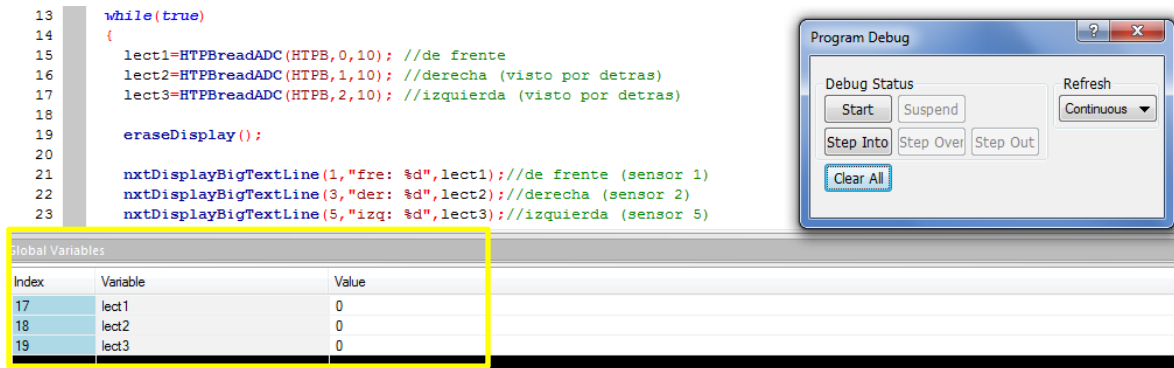 13 while(true)
14 {
15 lect1=HTPBreadADC(HTPB,0,10); //de frente
16 lect2=HTPBreadADC(HTPB,1,10); //derecha (visto por detras)
17 lect3=HTPBreadADC(HTPB,2,10); //izquierda (visto por detras)
18
19 eraseDisplay();
20
21 nxtDisplayBigTextLine(1,"fre: %d",lect1);//de frente (sensor 1)
22 nxtDisplayBigTextLine(3,"der: %d",lect2);//derecha (sensor 2)
23 nxtDisplayBigTextLine(5,"izq: %d",lect3);//izquierda (sensor 5)
Program Debug
Debug Status Refresh
Start Suspend Continuous
Step Into Step Over Step Out
Clear All
Global Variables
Index Variable Value
17 lect1 0
18 lect2 0
19 lect3 0